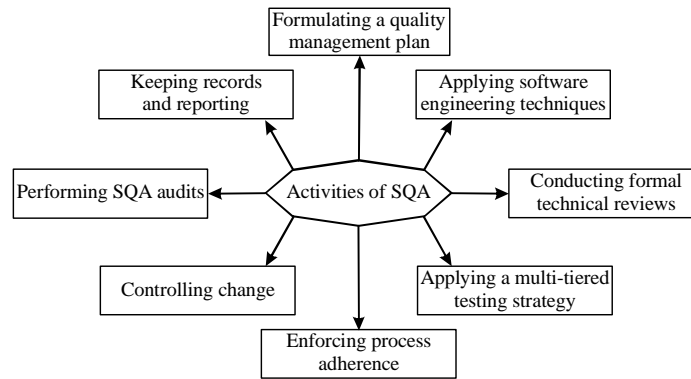 Formulating a quality
management plan
Keeping records
and reporting
Applying software
engineering techniques
Performing SQA audits
Activities of SQA
Conducting formal
technical reviews
Controlling change
Applying a multi-tiered
testing strategy
Enforcing process
adherence